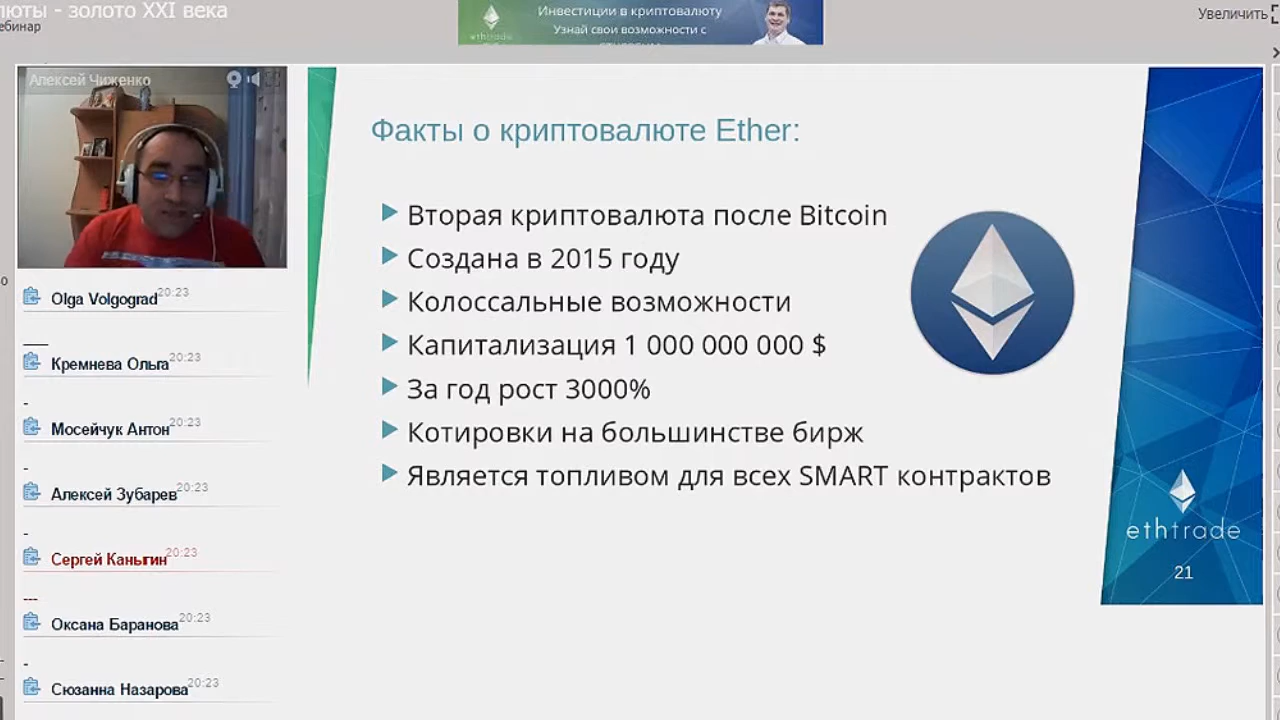 люты - золото XXI века
ебинар
Инвестиции в криптовалюту
Узнай свои возможности с
ethtrade
Увеличить
Алексей Чиженко
Факты о криптовалюте Ether:
Вторая криптовалюта после Bitcoin
Создана в 2015 году
Колоссальные возможности
Капитализация 1 000 000 000 $
За год рост 3000%
Котировки на большинстве бирж
Является топливом для всех SMART контрактов
ethtrade
21
Olga Volgograd 20:23
Кремнева Ольга 20:23
-
Мосейчук Антон 20:23
-
Алексей Зубарев 20:23
-
Сергей Каныгин 20:23
---
Оксана Баранова 20:23
-
Сюзанна Назарова 20:23